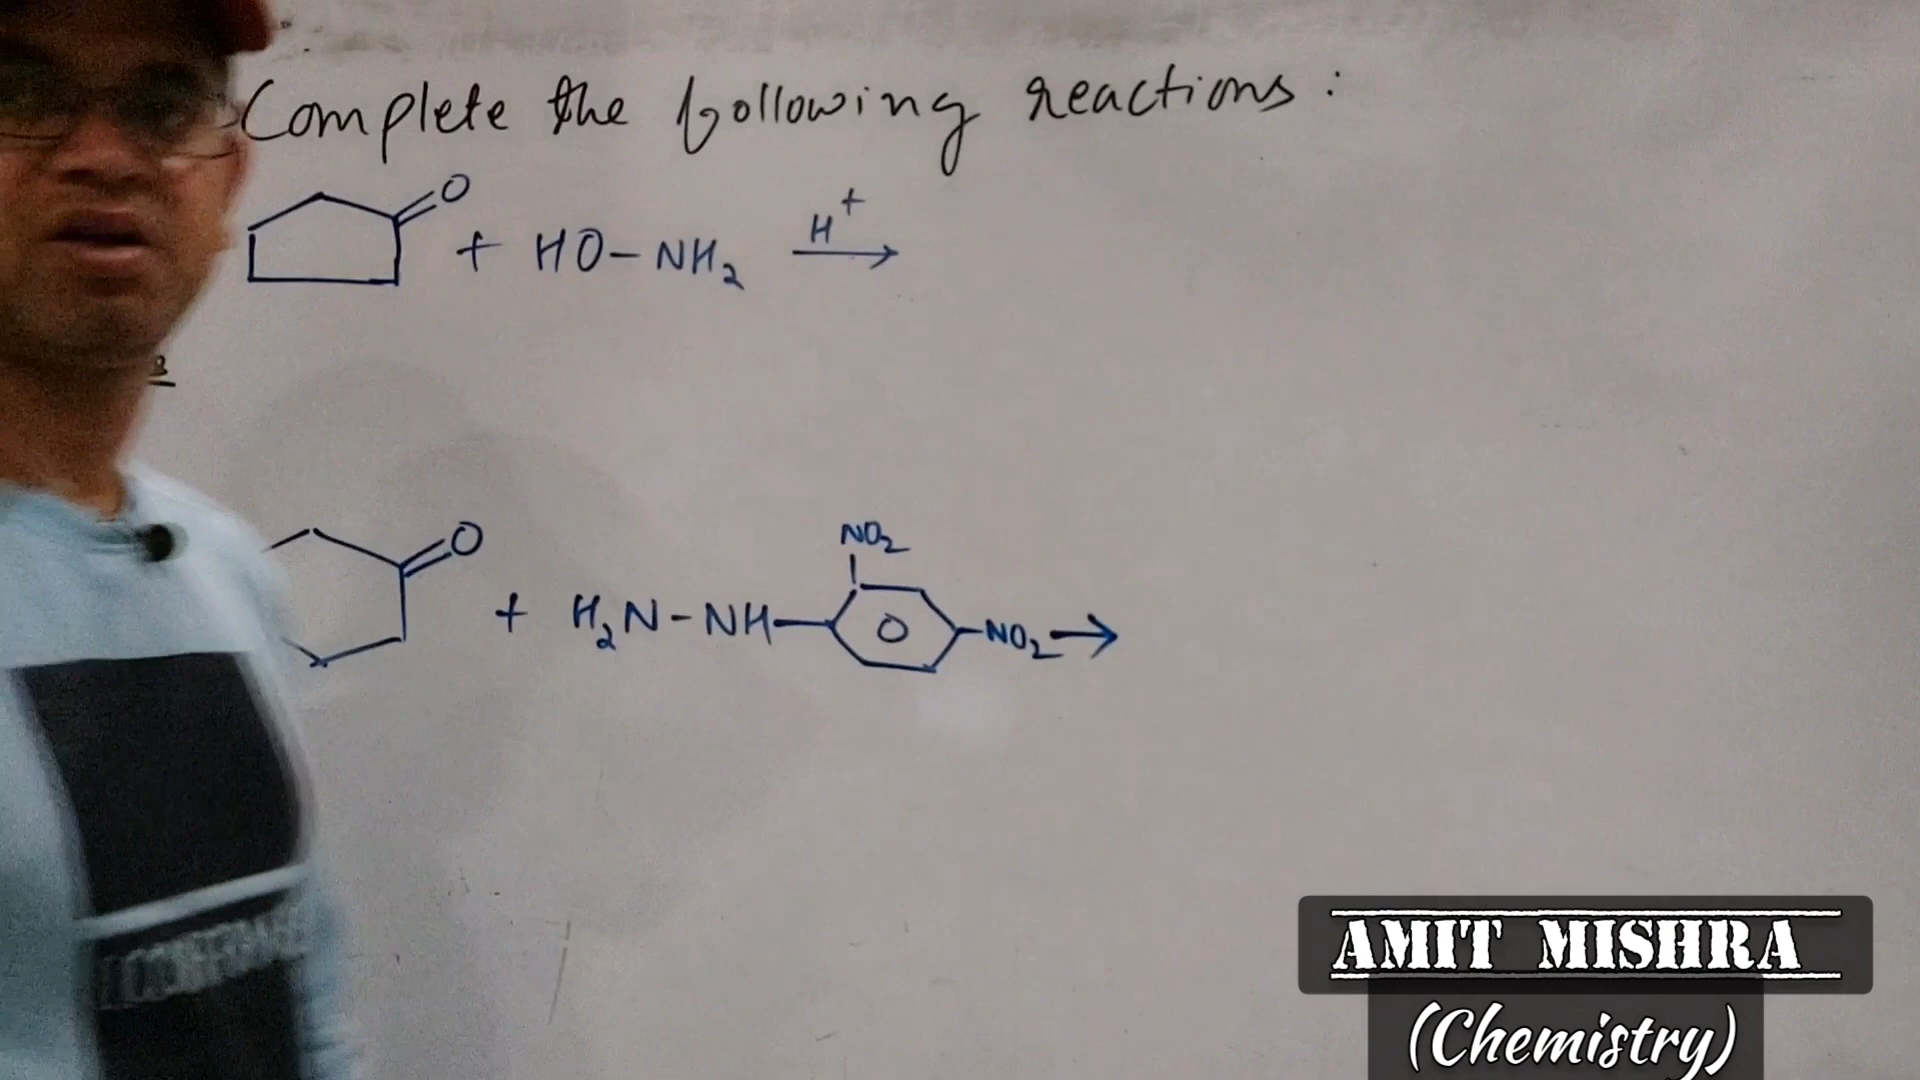 Complete the following reactions :
O
+ HO-NH₂ H⁺ →
O
NO₂
+ H₂N-NH- -NO₂ →
AMIT MISHRA
(Chemistry)